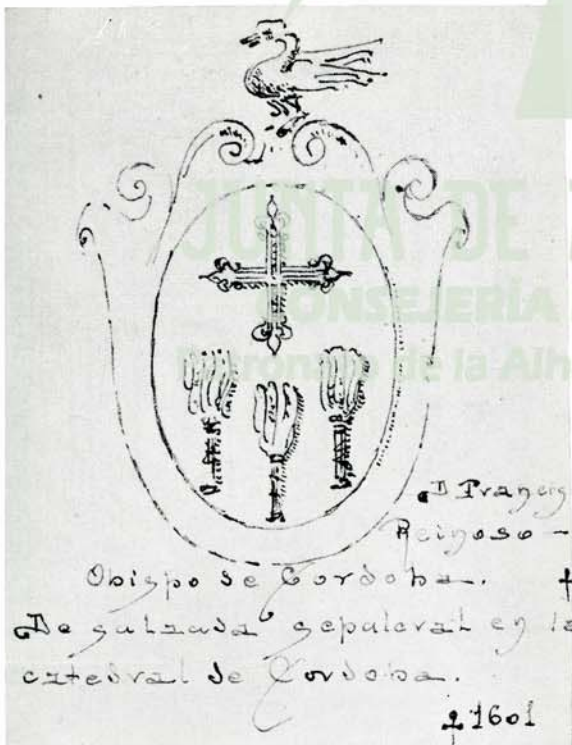 JUNTA DE
CONSEJERÍA
Patronato de la Alh
D Francis
Reinoso -
Obispo de Cordoba. †
De su lauda sepulcral en la
catedral de Cordoba.
† 1601